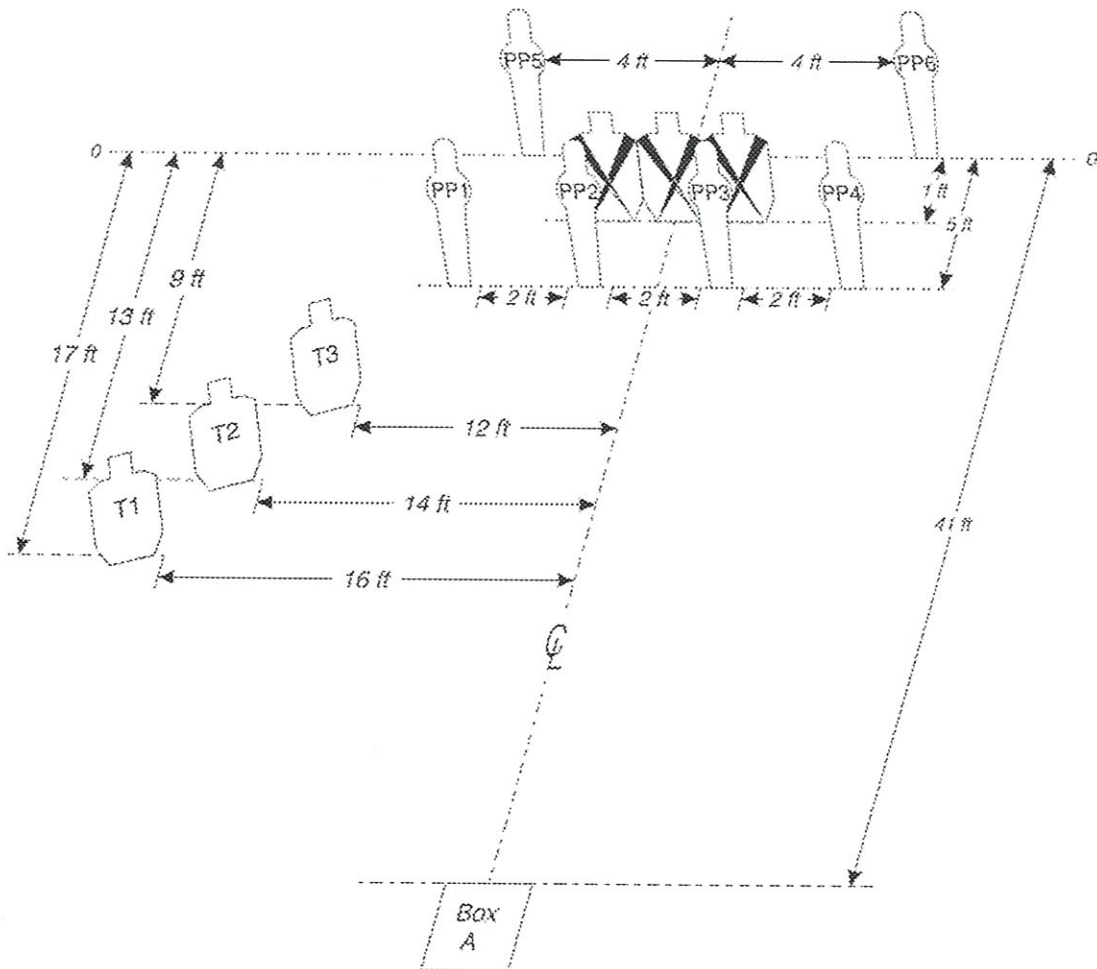 PP5
4 ft
4 ft
PP6
0
0
PP1
PP2
PP3
PP4
1 ft
5 ft
9 ft
2 ft
2 ft
2 ft
13 ft
17 ft
T3
12 ft
T2
14 ft
T1
16 ft
41 ft
℄
Box
A